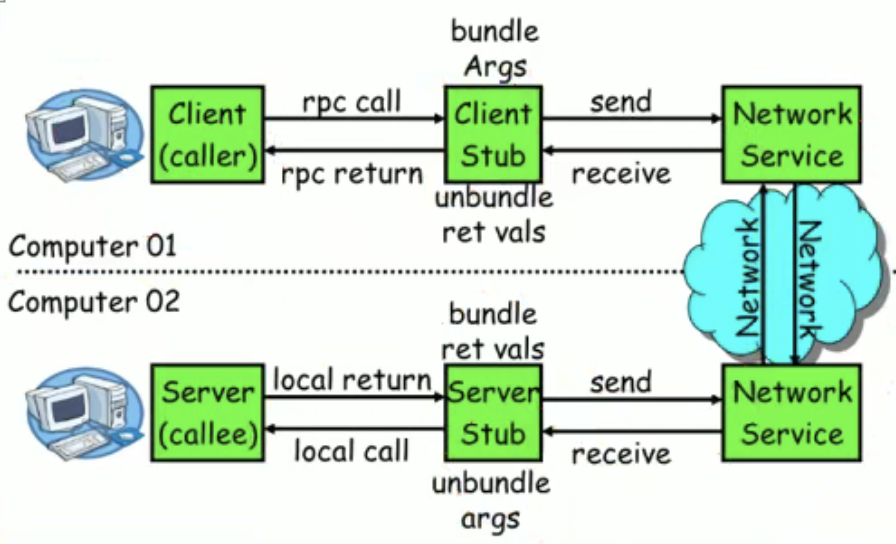 bundle
Args
Client
(caller)
rpc call
rpc return
Client
Stub
send
receive
Network
Service
unbundle
ret vals
Computer 01
Network
Network
Computer 02
bundle
ret vals
Server
(callee)
local return
local call
Server
Stub
send
receive
Network
Service
unbundle
args